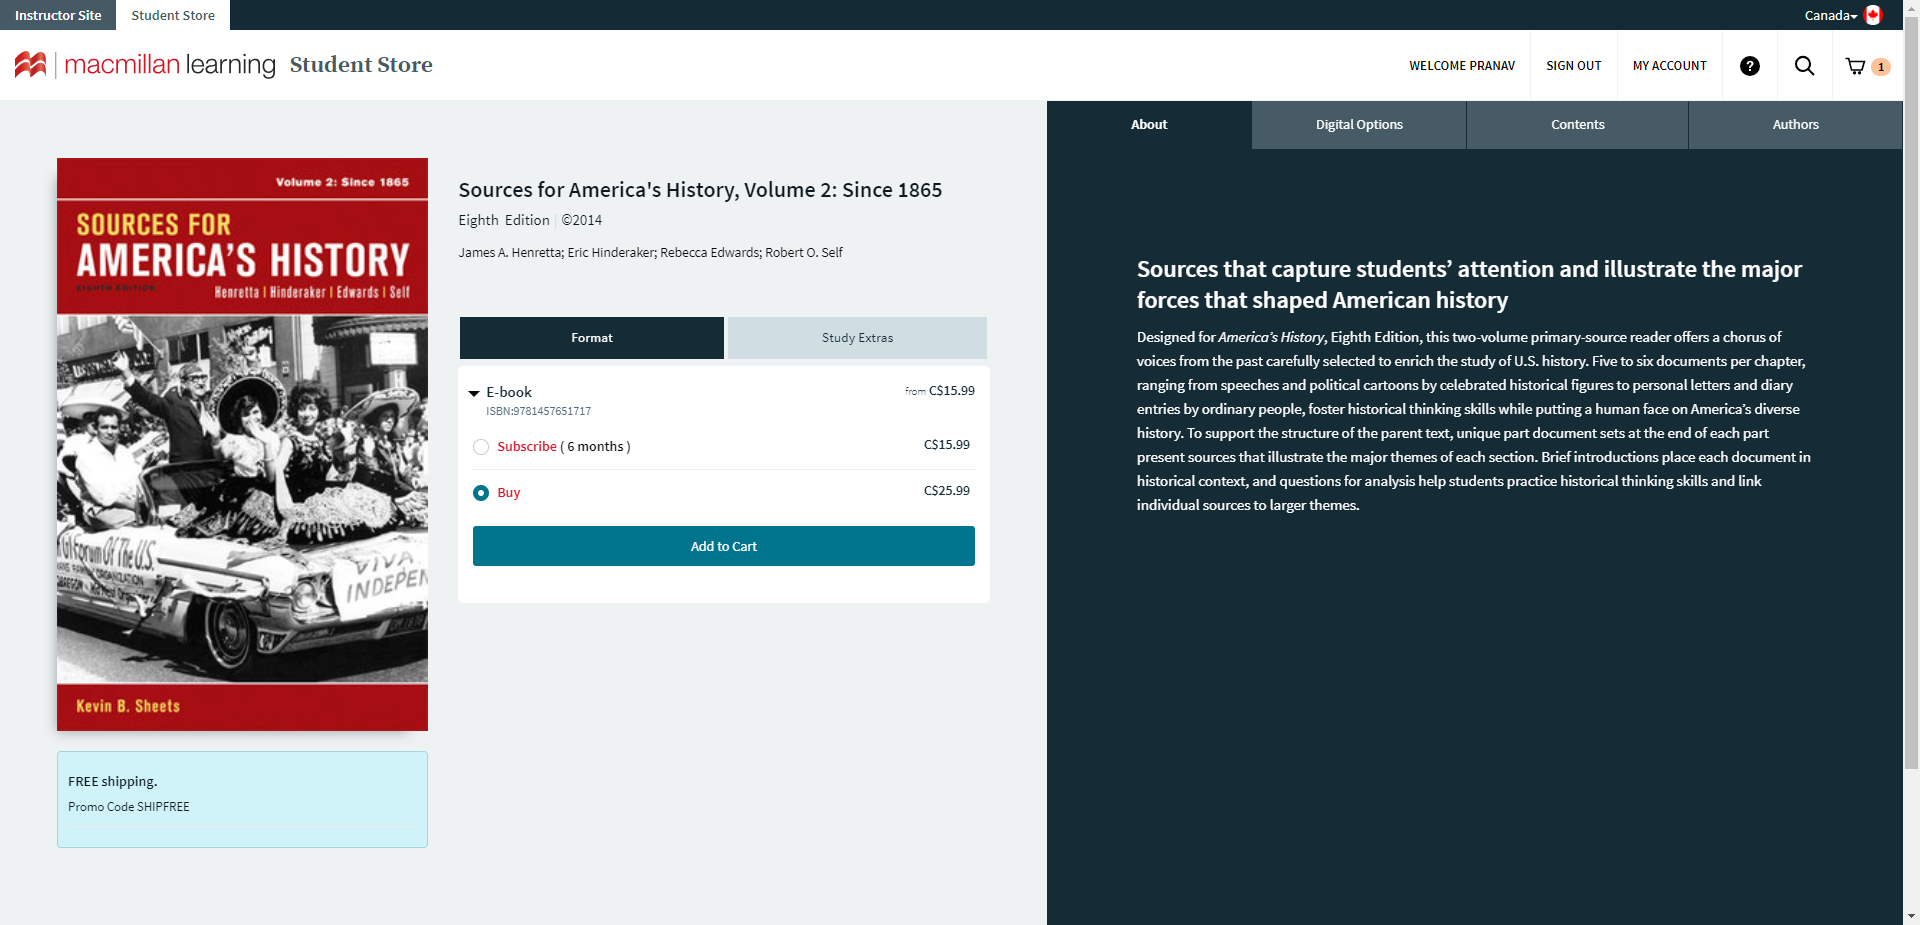 Instructor Site
Student Store
Canada
macmillan learning Student Store
WELCOME PRANAV
SIGN OUT
MY ACCOUNT
?
1
Volume 2: Since 1865
SOURCES FOR
AMERICA'S HISTORY
EIGHTH EDITION
Henretta | Hinderaker | Edwards | Self
GI Forum Of The U.S.
VIVA
INDEPEN
Kevin B. Sheets
FREE shipping.
Promo Code SHIPFREE
Sources for America's History, Volume 2: Since 1865
Eighth Edition | ©2014
James A. Henretta; Eric Hinderaker; Rebecca Edwards; Robert O. Self
Format
Study Extras
E-book
from C$15.99
ISBN:9781457651717
Subscribe ( 6 months )
C$15.99
Buy
C$25.99
Add to Cart
About
Digital Options
Contents
Authors
Sources that capture students’ attention and illustrate the major
forces that shaped American history
Designed for America’s History, Eighth Edition, this two-volume primary-source reader offers a chorus of
voices from the past carefully selected to enrich the study of U.S. history. Five to six documents per chapter,
ranging from speeches and political cartoons by celebrated historical figures to personal letters and diary
entries by ordinary people, foster historical thinking skills while putting a human face on America’s diverse
history. To support the structure of the parent text, unique part document sets at the end of each part
present sources that illustrate the major themes of each section. Brief introductions place each document in
historical context, and questions for analysis help students practice historical thinking skills and link
individual sources to larger themes.